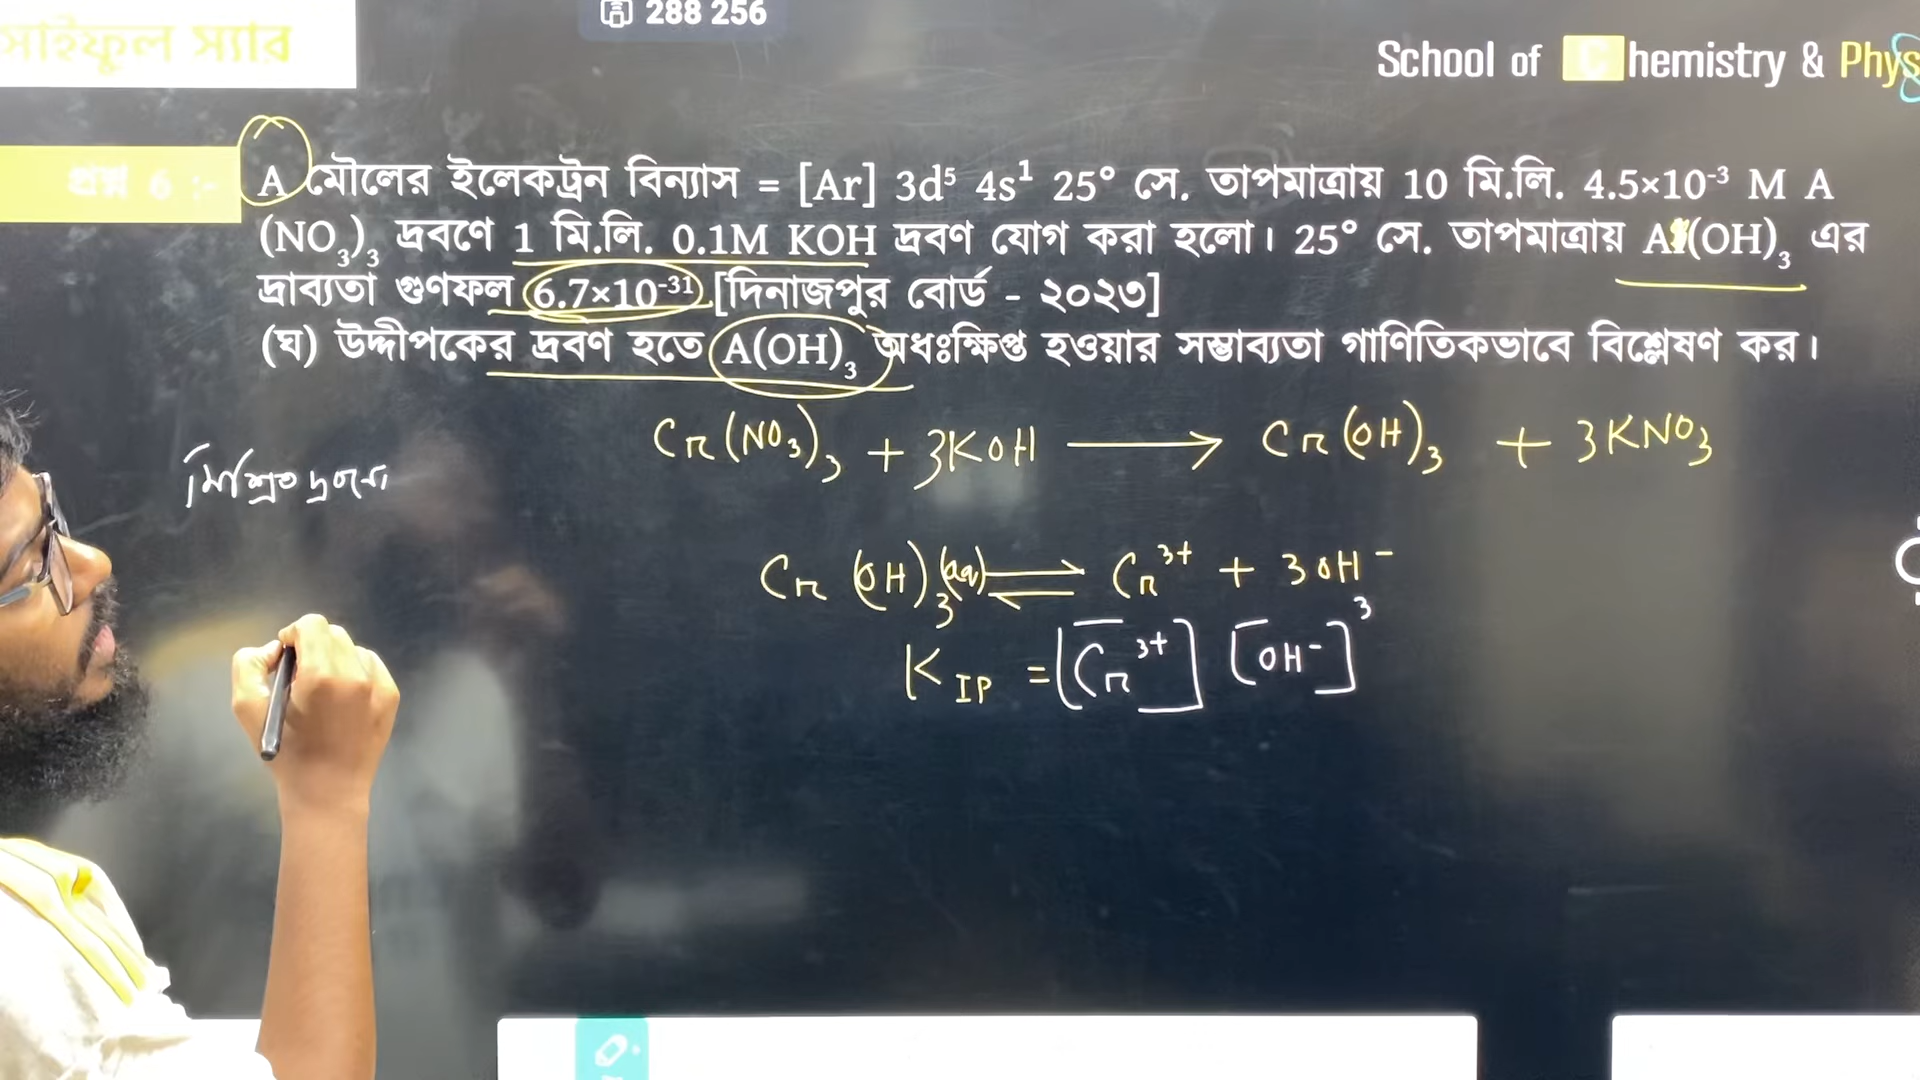 সাইফুল স্যার
288 256
School of Chemistry & Phys
প্রশ্ন 6 :-
A মৌলের ইলেকট্রন বিন্যাস = [Ar] 3d⁵ 4s¹ 25° সে. তাপমাত্রায় 10 মি.লি. 4.5×10⁻³ M A
(NO₃)₃ দ্রবণে 1 মি.লি. 0.1M KOH দ্রবণ যোগ করা হলো। 25° সে. তাপমাত্রায় A(OH)₃ এর
দ্রাব্যতা গুণফল 6.7×10⁻³¹ [দিনাজপুর বোর্ড - ২০২৩]
(ঘ) উদ্দীপকের দ্রবণ হতে A(OH)₃ অধঃক্ষিপ্ত হওয়ার সম্ভাব্যতা গাণিতিকভাবে বিশ্লেষণ কর।
Cr(NO₃)₃ + 3KOH ⟶ Cr(OH)₃ + 3KNO₃
মিশ্রিত দ্রবণে
Cr(OH)₃(aq) ⇌ Cr³⁺ + 3OH⁻
K_IP = [Cr³⁺] [OH⁻]³